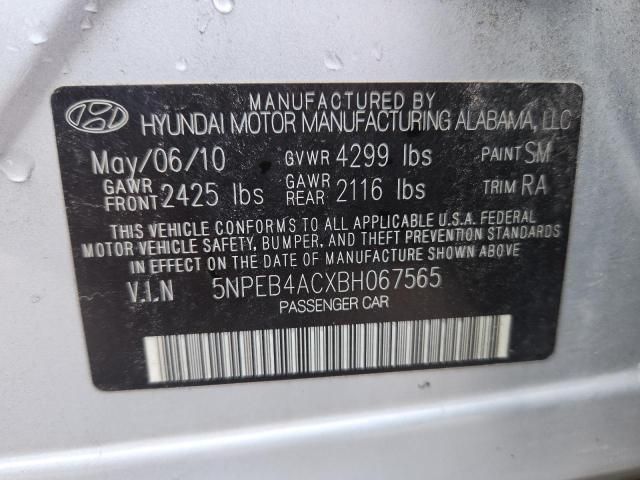 MANUFACTURED BY
HYUNDAI MOTOR MANUFACTURING ALABAMA, LLC
May/06/10 GVWR 4299 lbs PAINT SM
GAWR FRONT 2425 lbs GAWR REAR 2116 lbs TRIM RA
THIS VEHICLE CONFORMS TO ALL APPLICABLE U.S.A. FEDERAL
MOTOR VEHICLE SAFETY, BUMPER, AND THEFT PREVENTION STANDARDS
IN EFFECT ON THE DATE OF MANUFACTURE SHOWN ABOVE
V.I.N 5NPEB4ACXBH067565
PASSENGER CAR